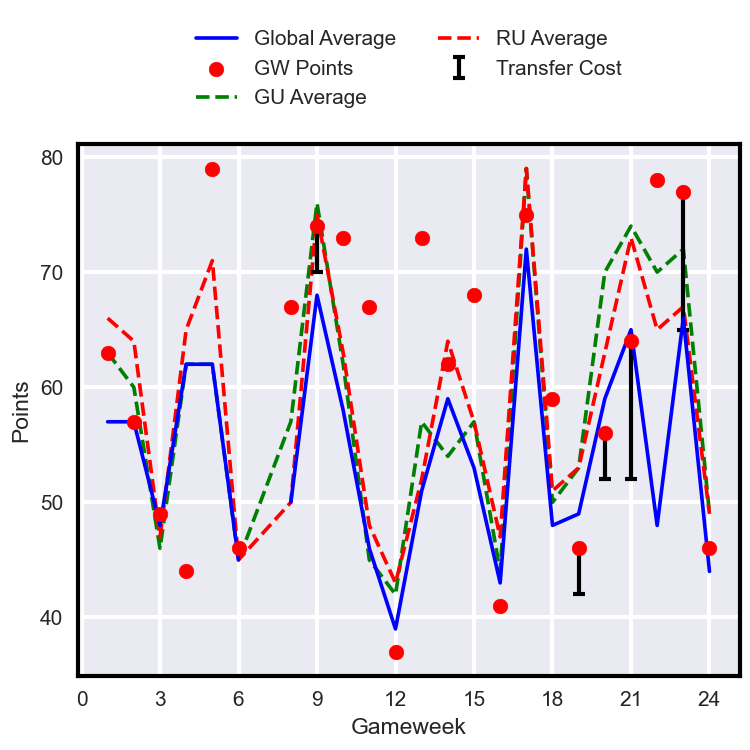 Global Average
GW Points
GU Average
RU Average
Transfer Cost
80
70
60
50
40
Points
0 3 6 9 12 15 18 21 24
Gameweek